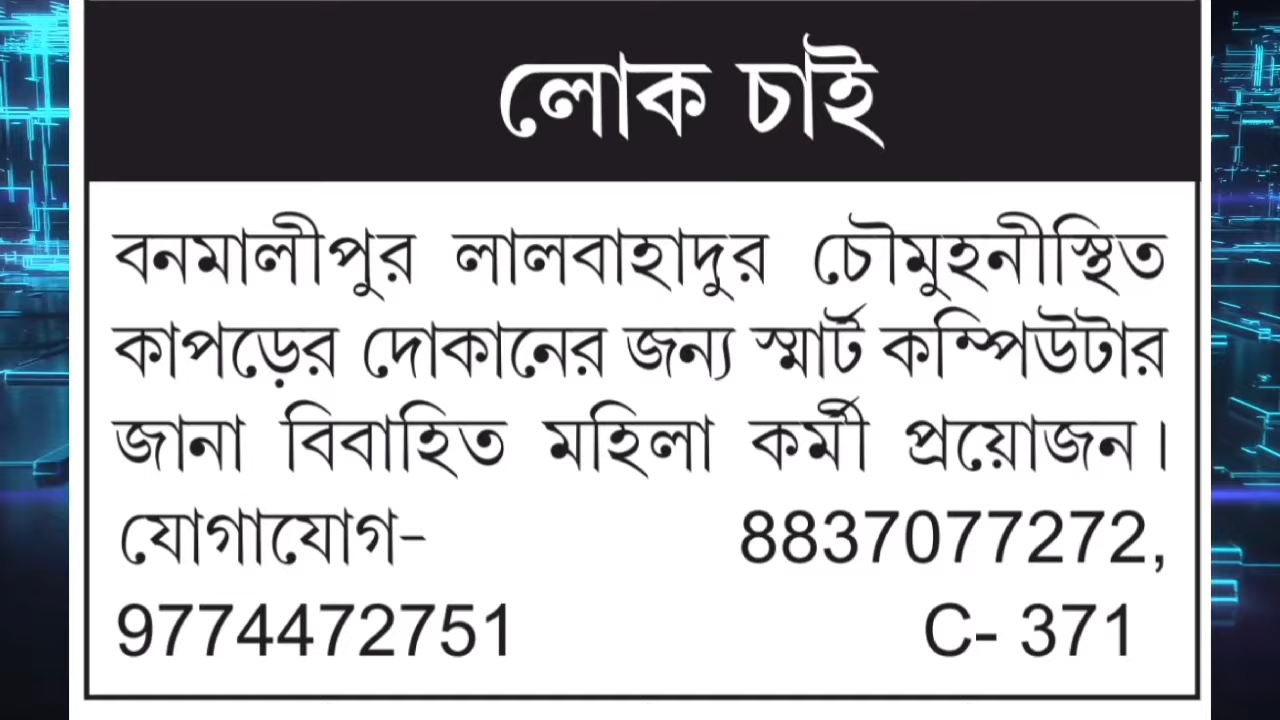 লোক চাই
বনমালীপুর লালবাহাদুর চৌমুহনীস্থিত
কাপড়ের দোকানের জন্য স্মার্ট কম্পিউটার
জানা বিবাহিত মহিলা কর্মী প্রয়োজন।
যোগাযোগ- 8837077272,
9774472751 C- 371